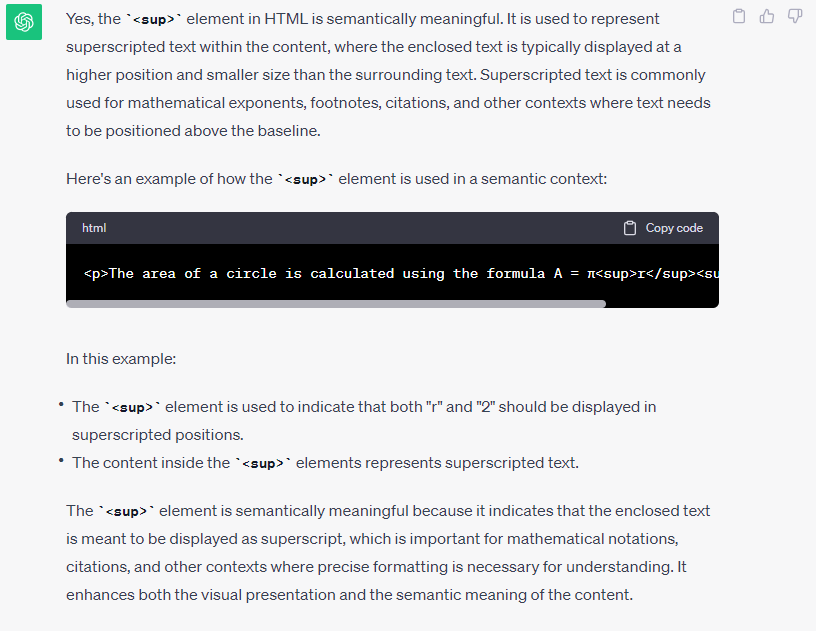 Yes, the `<sup>` element in HTML is semantically meaningful. It is used to represent
superscripted text within the content, where the enclosed text is typically displayed at a
higher position and smaller size than the surrounding text. Superscripted text is commonly
used for mathematical exponents, footnotes, citations, and other contexts where text needs
to be positioned above the baseline.
Here's an example of how the `<sup>` element is used in a semantic context:
html Copy code
<p>The area of a circle is calculated using the formula A = π<sup>r</sup><su
In this example:
• The `<sup>` element is used to indicate that both "r" and "2" should be displayed in
superscripted positions.
• The content inside the `<sup>` elements represents superscripted text.
The `<sup>` element is semantically meaningful because it indicates that the enclosed text
is meant to be displayed as superscript, which is important for mathematical notations,
citations, and other contexts where precise formatting is necessary for understanding. It
enhances both the visual presentation and the semantic meaning of the content.